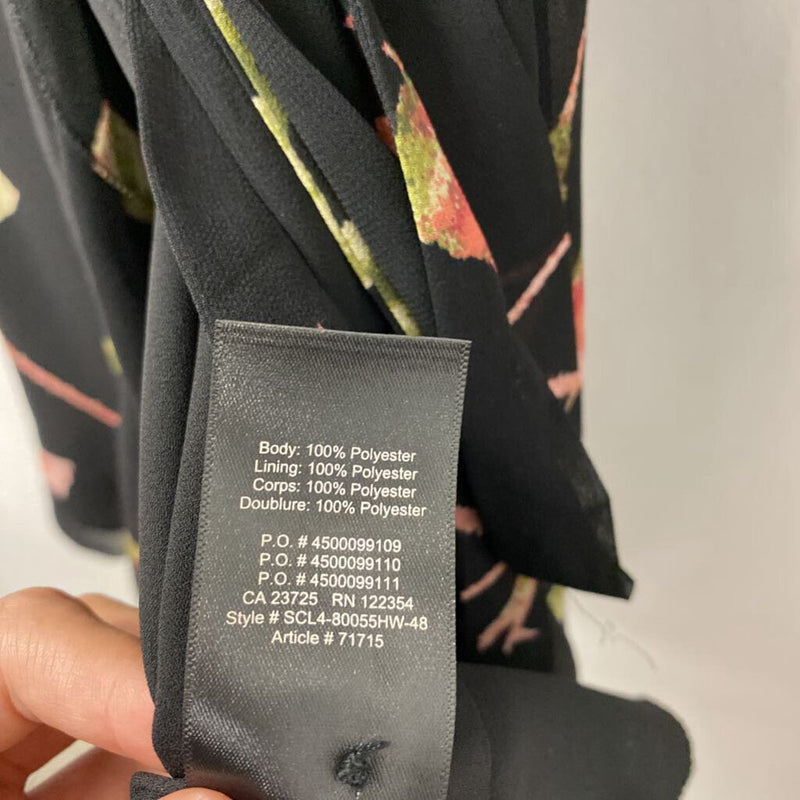 Body: 100% Polyester
Lining: 100% Polyester
Corps: 100% Polyester
Doublure: 100% Polyester
P.O. # 4500099109
P.O. # 4500099110
P.O. # 4500099111
CA 23725 RN 122354
Style # SCL4-80055HW-48
Article # 71715